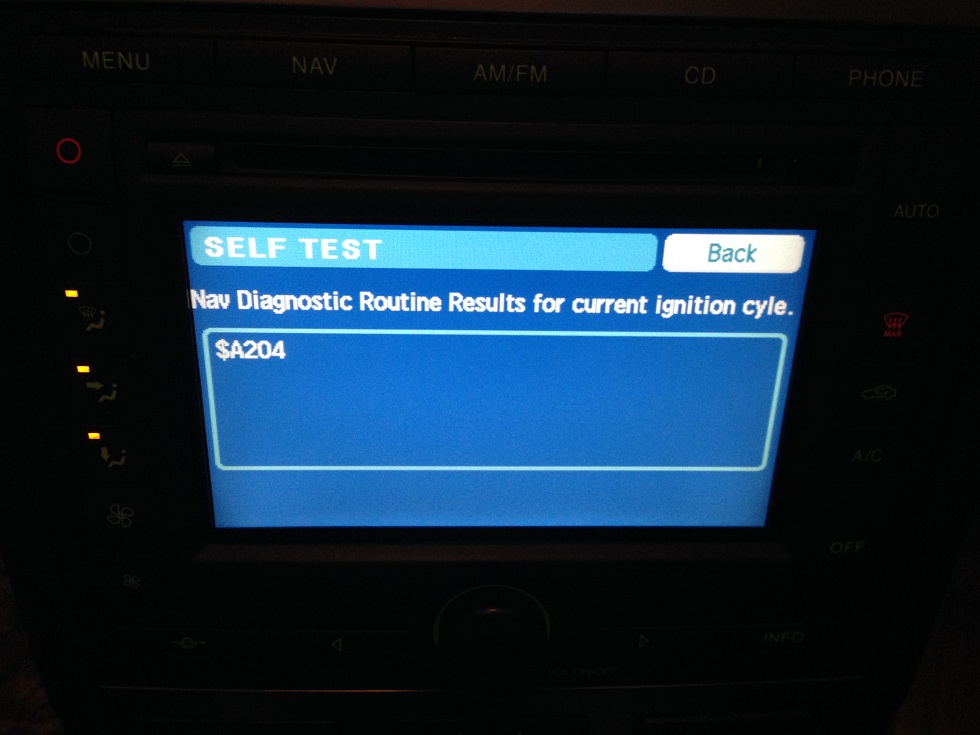 MENU NAV AM/FM CD PHONE
AUTO
SELF TEST Back
Nav Diagnostic Routine Results for current ignition cyle.
MAX
$A204
A/C
OFF
INFO